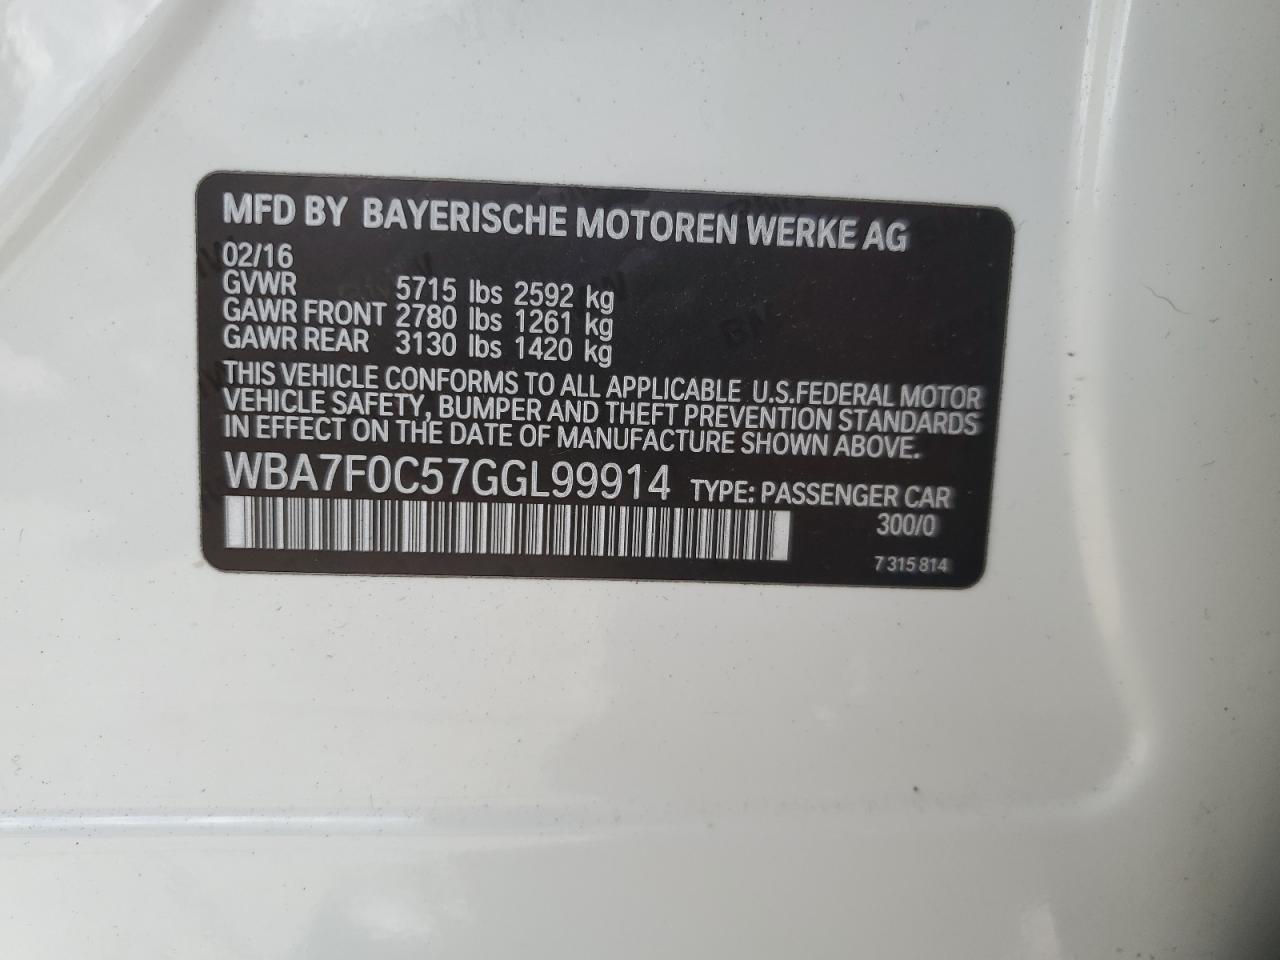 MFD BY BAYERISCHE MOTOREN WERKE AG
02/16
GVWR 5715 lbs 2592 kg
GAWR FRONT 2780 lbs 1261 kg
GAWR REAR 3130 lbs 1420 kg
THIS VEHICLE CONFORMS TO ALL APPLICABLE U.S.FEDERAL MOTOR
VEHICLE SAFETY, BUMPER AND THEFT PREVENTION STANDARDS
IN EFFECT ON THE DATE OF MANUFACTURE SHOWN ABOVE.
WBA7F0C57GGL99914 TYPE: PASSENGER CAR
300/0
7 315 814